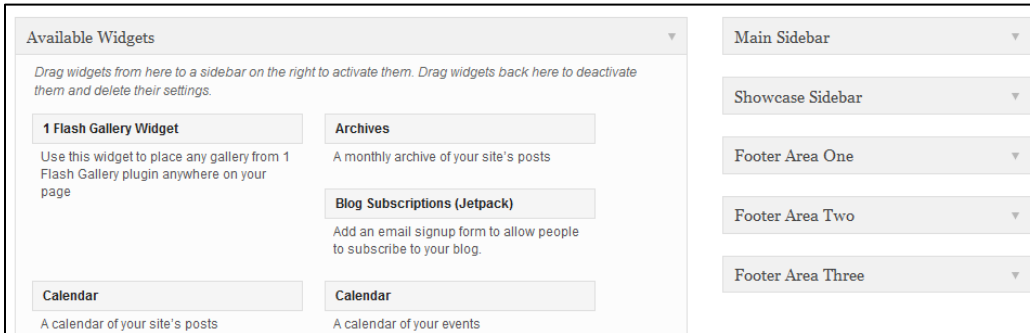 Available Widgets
Drag widgets from here to a sidebar on the right to activate them. Drag widgets back here to deactivate
them and delete their settings.
1 Flash Gallery Widget
Use this widget to place any gallery from 1
Flash Gallery plugin anywhere on your
page
Archives
A monthly archive of your site's posts
Blog Subscriptions (Jetpack)
Add an email signup form to allow people
to subscribe to your blog.
Calendar
A calendar of your site's posts
Calendar
A calendar of your events
Main Sidebar
Showcase Sidebar
Footer Area One
Footer Area Two
Footer Area Three